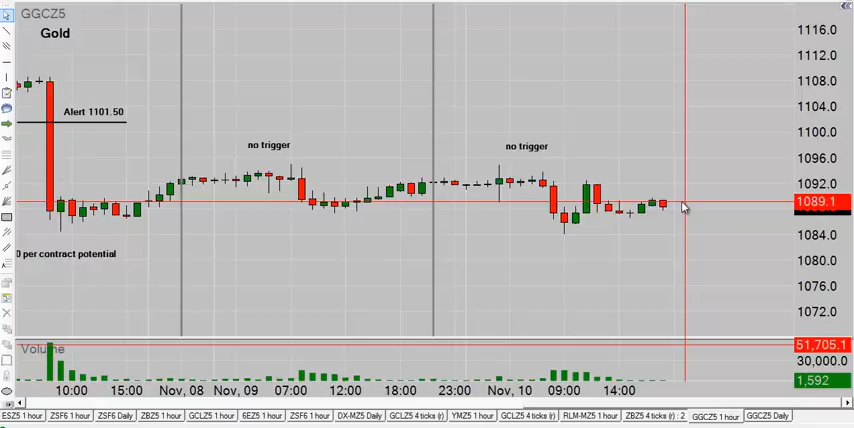 GGCZ5
Gold
Alert 1101.50
no trigger
no trigger
0 per contract potential
1116.0
1112.0
1108.0
1104.0
1100.0
1096.0
1092.0
1089.1
1084.0
1080.0
1076.0
1072.0
Volume
51,705.1
30,000.0
1,592
10:00 15:00 Nov, 08 Nov, 09 07:00 12:00 18:00 23:00 Nov, 10 09:00 14:00
ESZ5 1 hour ZSF6 1 hour ZSF6 Daily ZBZ5 1 hour GCLZ5 1 hour 6EZ5 1 hour DX-MZ5 Daily GCLZ5 4 ticks (r) YMZ5 1 hour GCLZ5 4 ticks (r) RLM-MZ5 1 hour ZBZ5 4 ticks (r) : 2 GGCZ5 1 hour GGCZ5 Daily